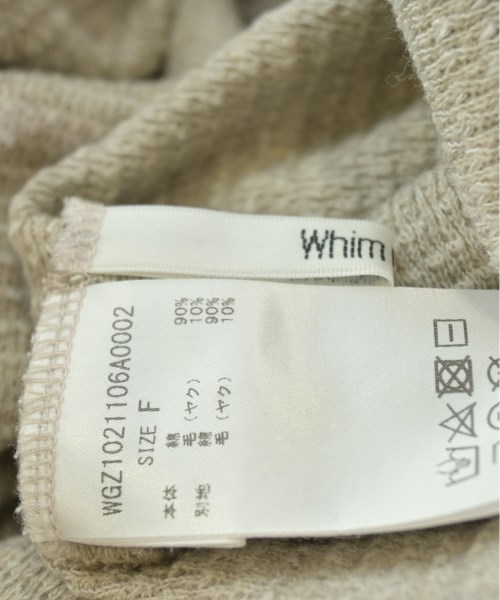 Whim
WGZ1021106A0002
SIZE F
本体 綿 90%
毛 (ヤク) 10%
別地 綿 90%
毛 (ヤク) 10%